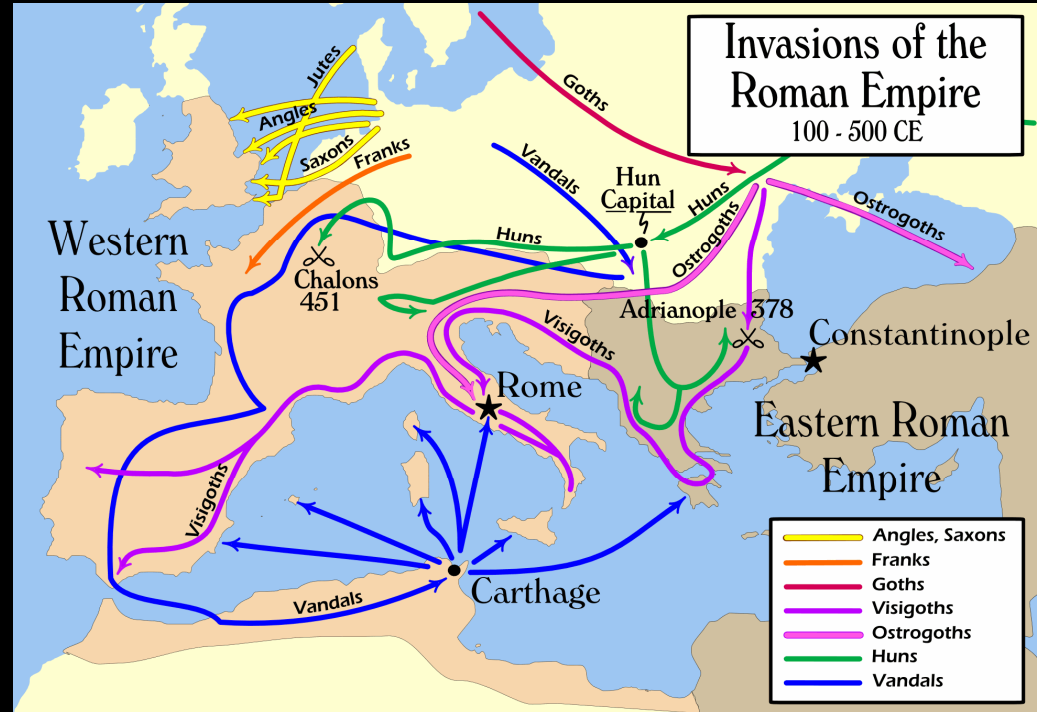 Invasions of the
Roman Empire
100 - 500 CE
Jutes
Angles
Saxons
Franks
Goths
Vandals
Hun
Capital
Huns
Ostrogoths
Ostrogoths
Huns
Western
Roman
Empire
Chalons
451
Adrianople 378
Visigoths
Constantinople
Rome
Eastern Roman
Empire
Visigoths
Carthage
Vandals
Angles, Saxons
Franks
Goths
Visigoths
Ostrogoths
Huns
Vandals